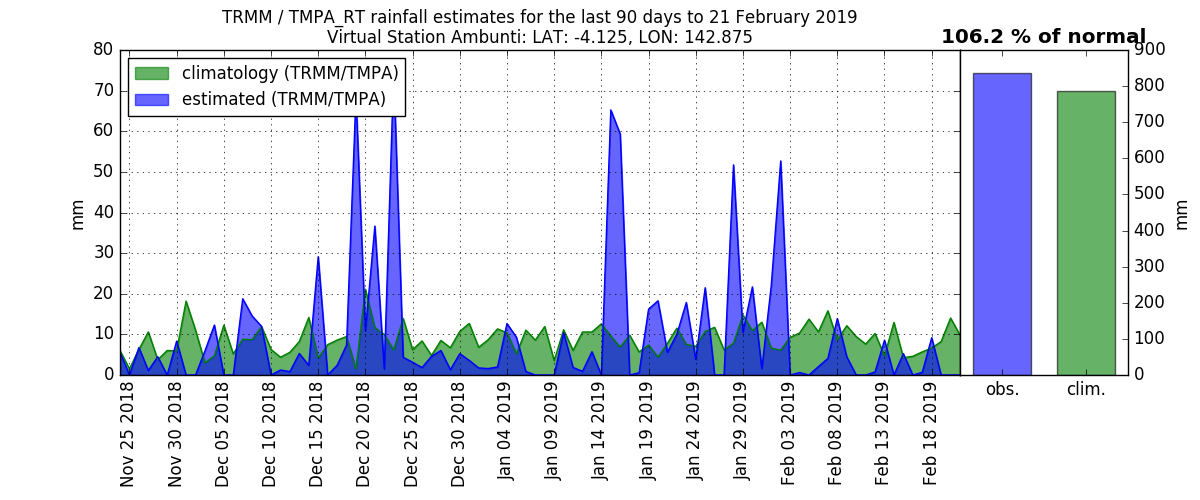 TRMM / TMPA_RT rainfall estimates for the last 90 days to 21 February 2019
Virtual Station Ambunti: LAT: -4.125, LON: 142.875
106.2 % of normal
climatology (TRMM/TMPA)
estimated (TRMM/TMPA)
80
70
60
50
40
30
20
10
0
mm
Nov 25 2018
Nov 30 2018
Dec 05 2018
Dec 10 2018
Dec 15 2018
Dec 20 2018
Dec 25 2018
Dec 30 2018
Jan 04 2019
Jan 09 2019
Jan 14 2019
Jan 19 2019
Jan 24 2019
Jan 29 2019
Feb 03 2019
Feb 08 2019
Feb 13 2019
Feb 18 2019
obs.
clim.
900
800
700
600
500
400
300
200
100
0
mm